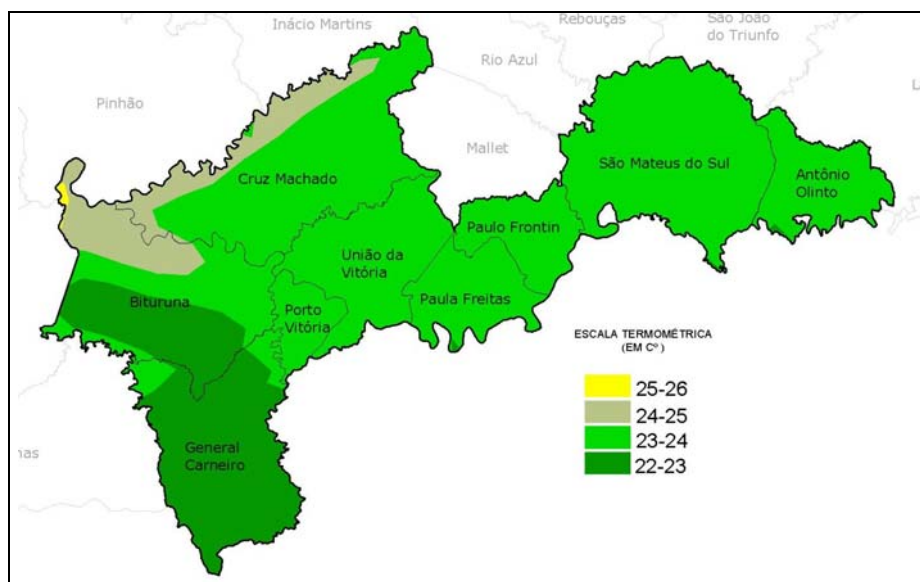 Inácio Martins
Rebouças
São João
do Triunfo
Rio Azul
Pinhão
Mallet
Cruz Machado
São Mateus do Sul
Antônio
Olinto
Paulo Frontin
União da
Vitória
Bituruna
Porto
Vitória
Paula Freitas
General
Carneiro
ESCALA TERMOMÉTRICA
(EM Cº)
25-26
24-25
23-24
22-23